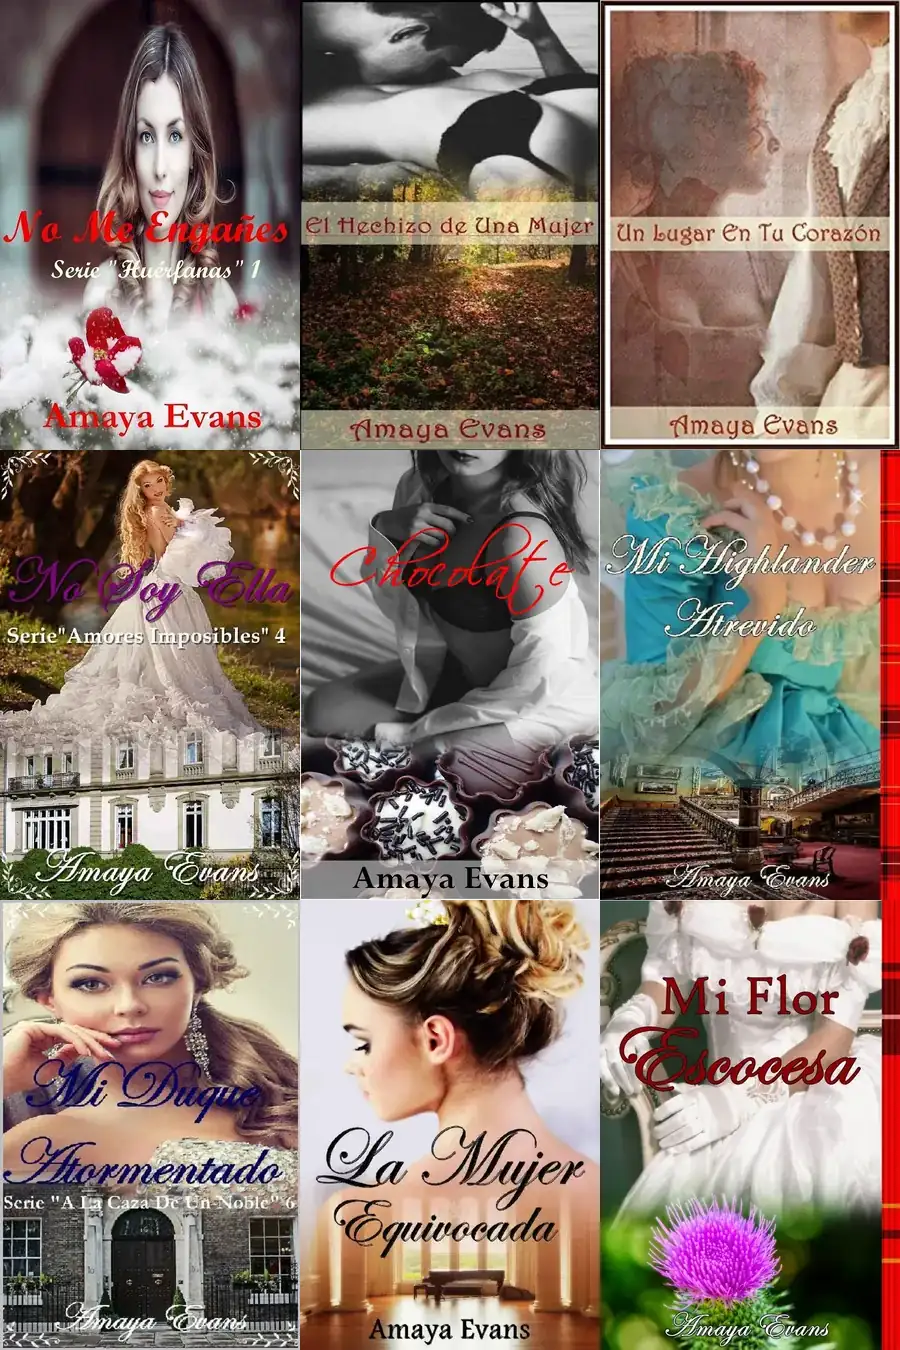 No Me Engañes
Serie "Huérfanas" 1
Amaya Evans
El Hechizo de Una Mujer
Amaya Evans
Un Lugar En Tu Corazón
Amaya Evans
No Soy Ella
Serie"Amores Imposibles" 4
Amaya Evans
Chocolate
Amaya Evans
Mi Highlander
Atrevido
Amaya Evans
Mi Duque
Atormentado
Serie "A La Caza De Un Noble" 6
Amaya Evans
La Mujer
Equivocada
Amaya Evans
Mi Flor
Escocesa
Amaya Evans